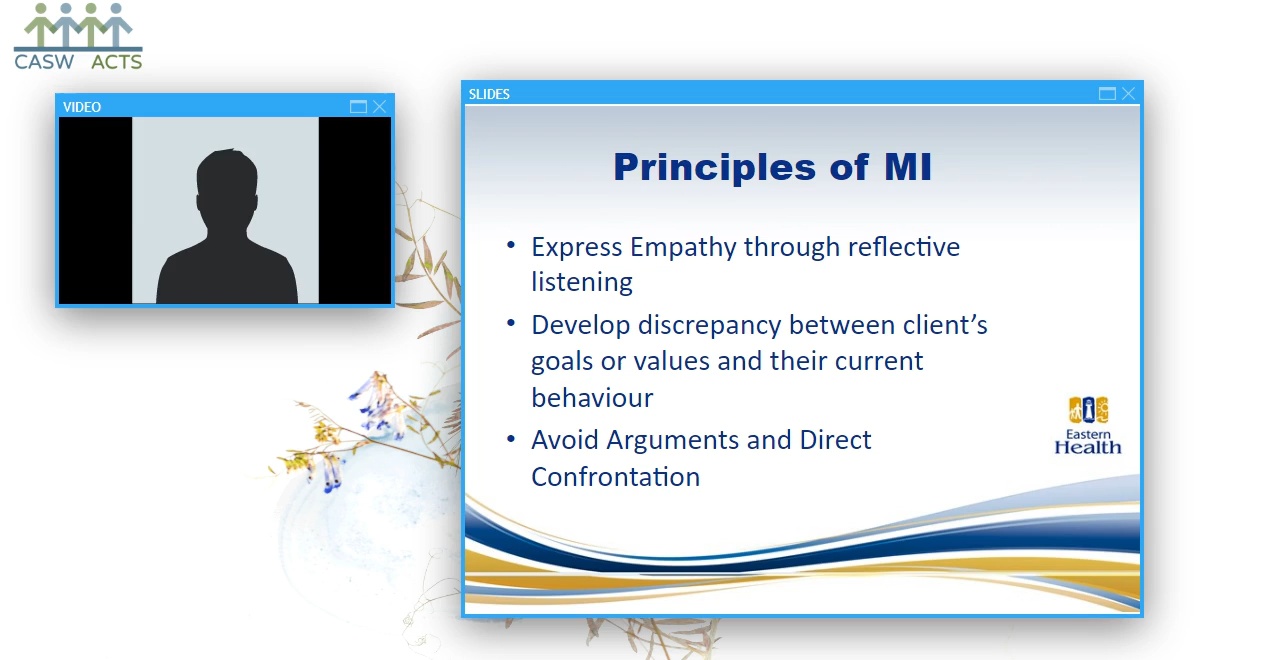 CASW ACTS
VIDEO
SLIDES
Principles of MI
• Express Empathy through reflective
listening
• Develop discrepancy between client’s
goals or values and their current
behaviour
• Avoid Arguments and Direct
Confrontation
Eastern
Health